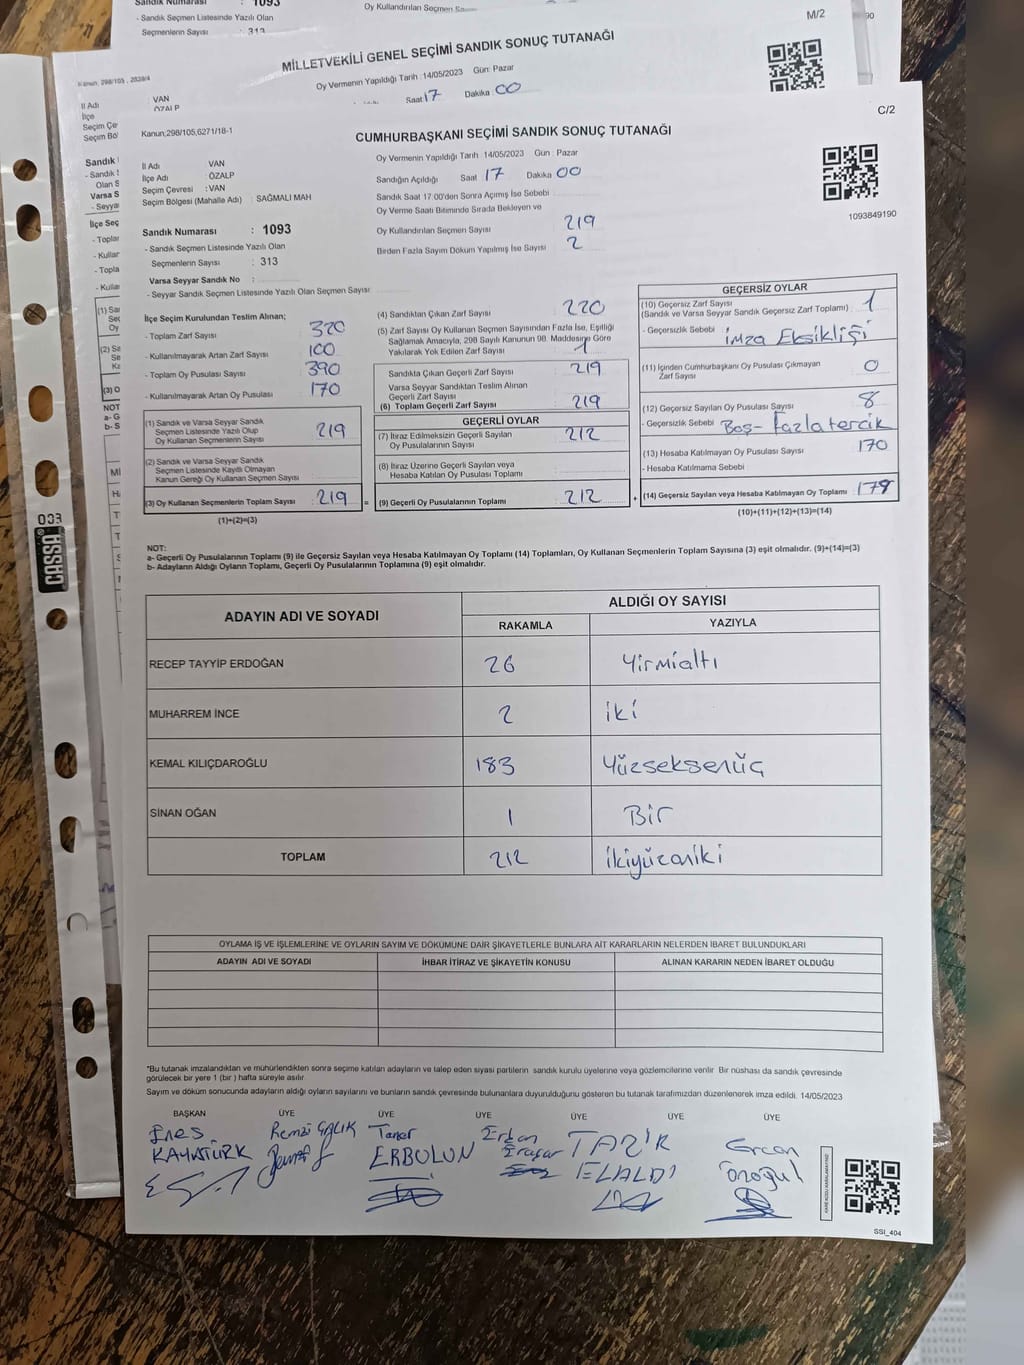 Sandık Numarası : 1093
- Sandık Seçmen Listesinde Yazılı Olan
Seçmenlerin Sayısı : 313
Oy Kullandırılan Seçmen
M/2
MİLLETVEKİLİ GENEL SEÇİMİ SANDIK SONUÇ TUTANAĞI
Oy Vermenin Yapıldığı Tarih :14/05/2023 Gün: Pazar
Saat 17 Dakika 00
İl Adı : VAN
İlçe ÖZALP
C/2
Kanun;298/105,6271/18-1
CUMHURBAŞKANI SEÇİMİ SANDIK SONUÇ TUTANAĞI
İl Adı : VAN
İlçe Adı : ÖZALP
Seçim Çevresi : VAN
Seçim Bölgesi (Mahalle Adı) : SAĞMALI MAH
Oy Vermenin Yapıldığı Tarih 14/05/2023 Gün : Pazar
Sandığın Açıldığı Saat 17 Dakika 00
Sandık Saat 17 00'den Sonra Açımış İse Sebebi
Oy Verme Saati Bitiminde Sırada Bekleyen ve
Oy Kullandırılan Seçmen Sayısı 219
Birden Fazla Sayım Döküm Yapılmış İse Sayısı 2
1093849190
Sandık Numarası : 1093
- Sandık Seçmen Listesinde Yazılı Olan
Seçmenlerin Sayısı : 313
Varsa Seyyar Sandık No :
- Seyyar Sandık Seçmen Listesinde Yazılı Olan Seçmen Sayısı
İlçe Seçim Kurulundan Teslim Alınan;
- Toplam Zarf Sayısı 320
- Kullanılmayarak Artan Zarf Sayısı 100
- Toplam Oy Pusulası Sayısı 390
- Kullanılmayarak Artan Oy Pusulası 170
(1) Sandık ve Varsa Seyyar Sandık
Seçmen Listesinde Yazılı Olup
Oy Kullanan Seçmenlerin Sayısı 219
(2) Sandık ve Varsa Seyyar Sandık
Seçmen Listesinde Kaydı Olmayan
Kanun Gereği Oy Kullanan Seçmen Sayısı
(3) Oy Kullanan Seçmenlerin Toplam Sayısı 219 =
(1)+(2)=(3)
(4) Sandıktan Çıkan Zarf Sayısı 220
(5) Zarf Sayısı Oy Kullanan Seçmen Sayısından Fazla İse, Eşitliği
Sağlamak Amacıyla, 298 Sayılı Kanunun 98. Maddesine Göre
Yakılarak Yok Edilen Zarf Sayısı 1
Sandıkta Çıkan Geçerli Zarf Sayısı 219
Varsa Seyyar Sandıktan Teslim Alınan
Geçerli Zarf Sayısı
(6) Toplam Geçerli Zarf Sayısı 219
GEÇERLİ OYLAR
(7) İtiraz Edilmeksizin Geçerli Sayılan
Oy Pusulalarının Sayısı 212
(8) İtiraz Üzerine Geçerli Sayılan veya
Hesaba Katılan Oy Pusulası Toplamı
(9) Geçerli Oy Pusulalarının Toplamı 212 +
GEÇERSİZ OYLAR
(10) Geçersiz Zarf Sayısı
(Sandık ve Varsa Seyyar Sandık Geçersiz Zarf Toplamı) 1
- Geçersizlik Sebebi : imza Eksikliği
(11) İçinden Cumhurbaşkanı Oy Pusulası Çıkmayan
Zarf Sayısı 0
(12) Geçersiz Sayılan Oy Pusulası Sayısı 8
- Geçersizlik Sebebi Boş- fazla tercik
(13) Hesaba Katılmayan Oy Pusulası Sayısı 170
- Hesaba Katılmama Sebebi
(14) Geçersiz Sayılan veya Hesaba Katılmayan Oy Toplamı 179
(10)+(11)+(12)+(13)=(14)
NOT:
a- Geçerli Oy Pusulalarının Toplamı (9) ile Geçersiz Sayılan veya Hesaba Katılmayan Oy Toplamı (14) Toplamları, Oy Kullanan Seçmenlerin Toplam Sayısına (3) eşit olmalıdır. (9)+(14)=(3)
b- Adayların Aldığı Oyların Toplamı, Geçerli Oy Pusulalarının Toplamına (9) eşit olmalıdır.
ADAYIN ADI VE SOYADI ALDIĞI OY SAYISI
RAKAMLA YAZIYLA
RECEP TAYYİP ERDOĞAN 26 Yirmialtı
MUHARREM İNCE 2 iki
KEMAL KILIÇDAROĞLU 183 Yüzseksenüç
SİNAN OĞAN 1 Bir
TOPLAM 212 ikiyüzoniki
OYLAMA İŞ VE İŞLEMLERİNE VE OYLARIN SAYIM VE DÖKÜMÜNE DAİR ŞİKAYETLERLE BUNLARA AİT KARARLARIN NELERDEN İBARET BULUNDUKLARI
ADAYIN ADI VE SOYADI İHBAR İTİRAZ VE ŞİKAYETİN KONUSU ALINAN KARARIN NEDEN İBARET OLDUĞU
*Bu tutanak imzalandıktan ve mühürlendikten sonra seçime katılan adayların ve talep eden siyasi partilerin sandık kurulu üyelerine veya gözlemcilerine verilir Bir nüshası da sandık çevresinde
görülecek bir yere 1 (bir ) hafta süreyle asılır
Sayım ve döküm sonucunda adayların aldığı oyların sayılarını ve bunların sandık çevresinde bulunanlara duyurulduğunu gösteren bu tutanak tarafımızdan düzenlenerek imza edildi. 14/05/2023
BAŞKAN ÜYE ÜYE ÜYE ÜYE ÜYE ÜYE
Enes Remzi ÇALIK Taner Erkan TAZİK Ercan
KAYATÜRK ERBULUN ELALDI
SSI_404
003
CASSA